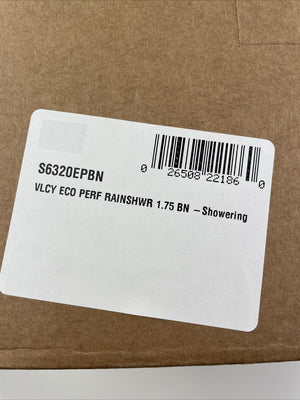 S6320EPBN
0 26508 22186 0
VLCY ECO PERF RAINSHWR 1.75 BN – Showering